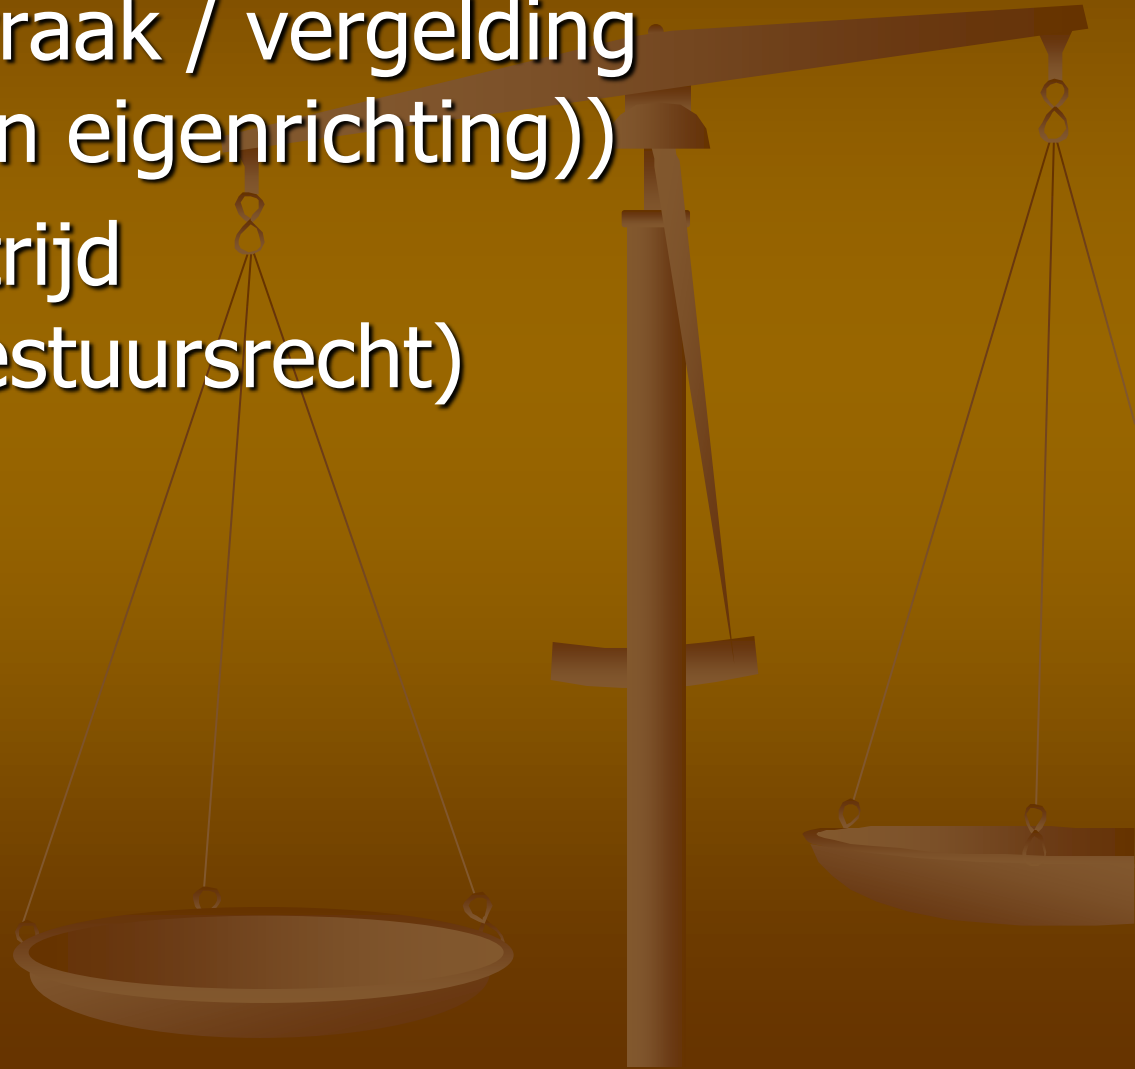 raak / vergelding
n eigenrichting))
rijd
estuursrecht)